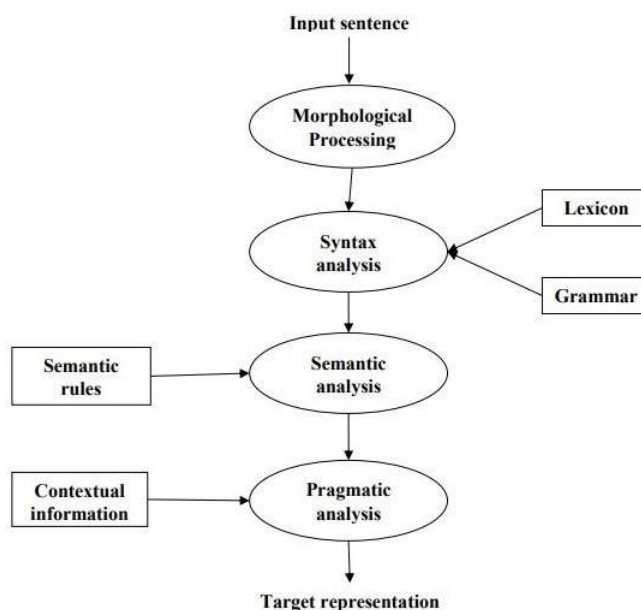 Input sentence
Morphological
Processing
Lexicon
Syntax
analysis
Grammar
Semantic
rules
Semantic
analysis
Contextual
information
Pragmatic
analysis
Target representation